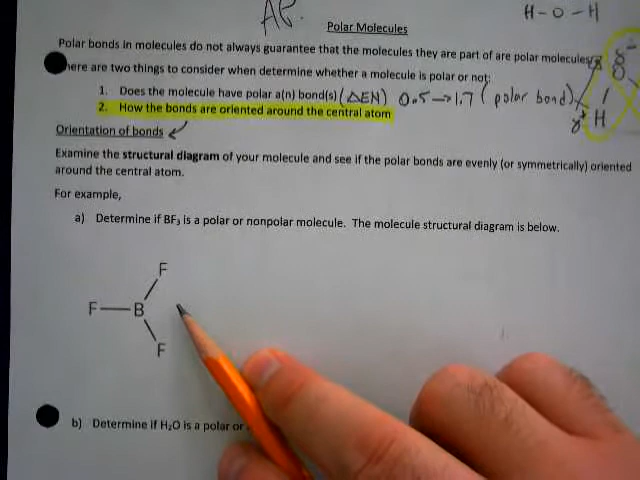 H-O-H
Polar Molecules
Polar bonds in molecules do not always guarantee that the molecules they are part of are polar molecules
here are two things to consider when determine whether a molecule is polar or not:
1. Does the molecule have polar a(n) bond(s) (ΔEN) 0.5→1.7 (polar bond)
2. How the bonds are oriented around the central atom
δ-
O
H
δ+
Orientation of bonds
Examine the structural diagram of your molecule and see if the polar bonds are evenly (or symmetrically) oriented
around the central atom.
For example,
a) Determine if BF₃ is a polar or nonpolar molecule. The molecule structural diagram is below.
F
F—B
F
b) Determine if H₂O is a polar or